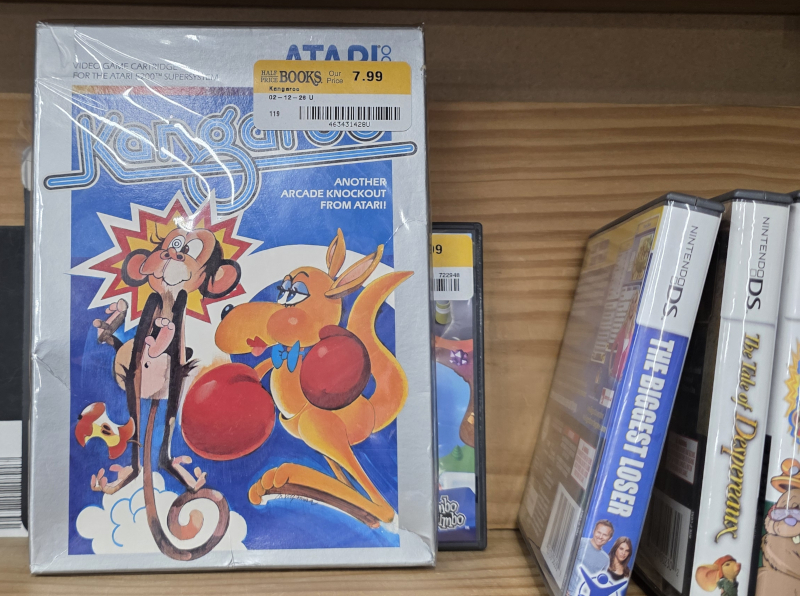 VIDEO GAME CARTRIDGE
FOR THE ATARI 5200™ SUPERSYSTEM
ATARI
HALF PRICE BOOKS Our Price 7.99
Kangaroo
02-12-26 U
119
463431428U
Kangaroo
ANOTHER
ARCADE KNOCKOUT
FROM ATARI!
99
722946
NINTENDO DS
THE BIGGEST LOSER
NINTENDO DS
The Tale of Despereaux